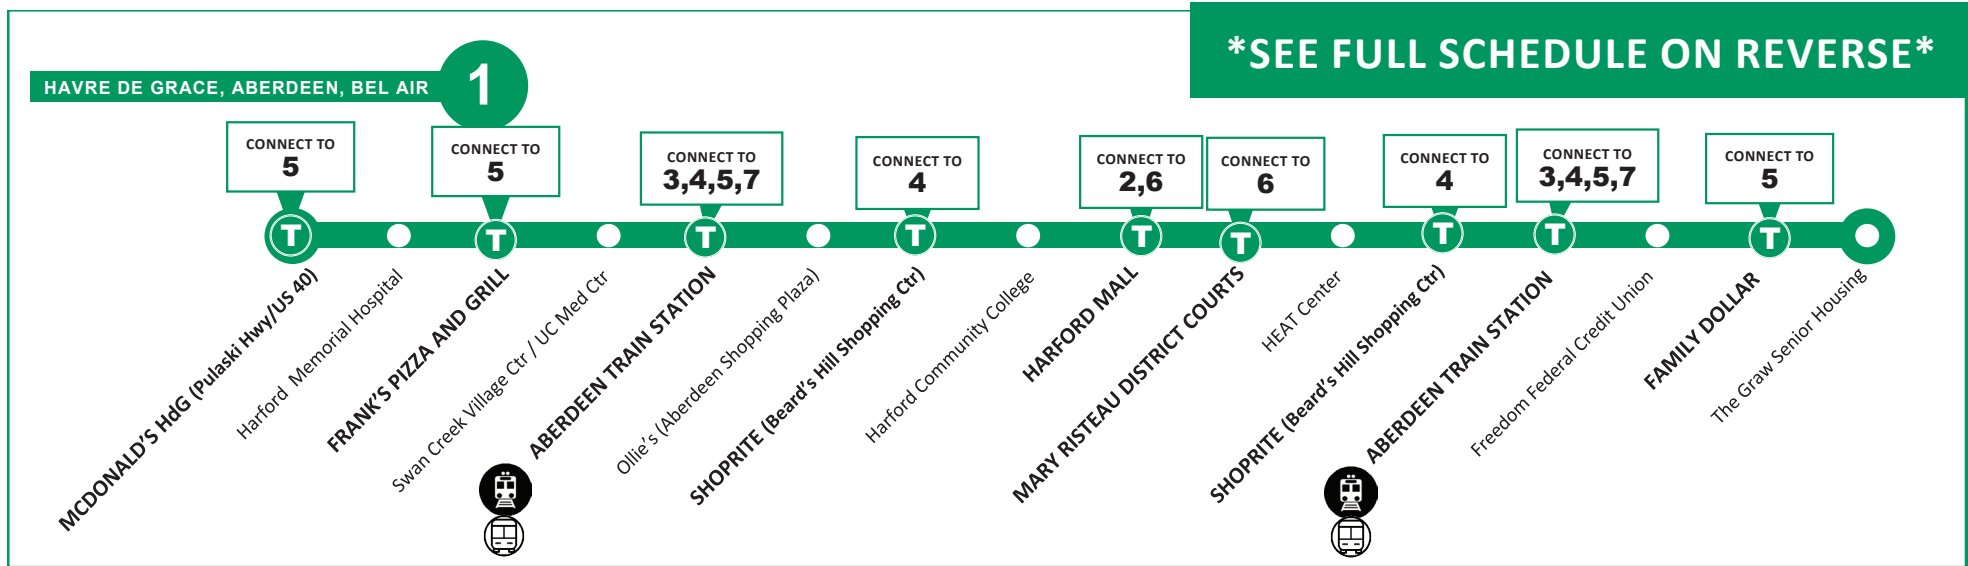 *SEE FULL SCHEDULE ON REVERSE*
HAVRE DE GRACE, ABERDEEN, BEL AIR
1
CONNECT TO
5
CONNECT TO
5
CONNECT TO
3,4,5,7
CONNECT TO
4
CONNECT TO
2,6
CONNECT TO
6
CONNECT TO
4
CONNECT TO
3,4,5,7
CONNECT TO
5
T
T
T
T
T
T
T
T
T
MCDONALD'S HdG (Pulaski Hwy/US 40)
Harford Memorial Hospital
FRANK'S PIZZA AND GRILL
Swan Creek Village Ctr / UC Med Ctr
ABERDEEN TRAIN STATION
Ollie's (Aberdeen Shopping Plaza)
SHOPRITE (Beard's Hill Shopping Ctr)
Harford Community College
HARFORD MALL
MARY RISTEAU DISTRICT COURTS
HEAT Center
SHOPRITE (Beard's Hill Shopping Ctr)
ABERDEEN TRAIN STATION
Freedom Federal Credit Union
FAMILY DOLLAR
The Graw Senior Housing